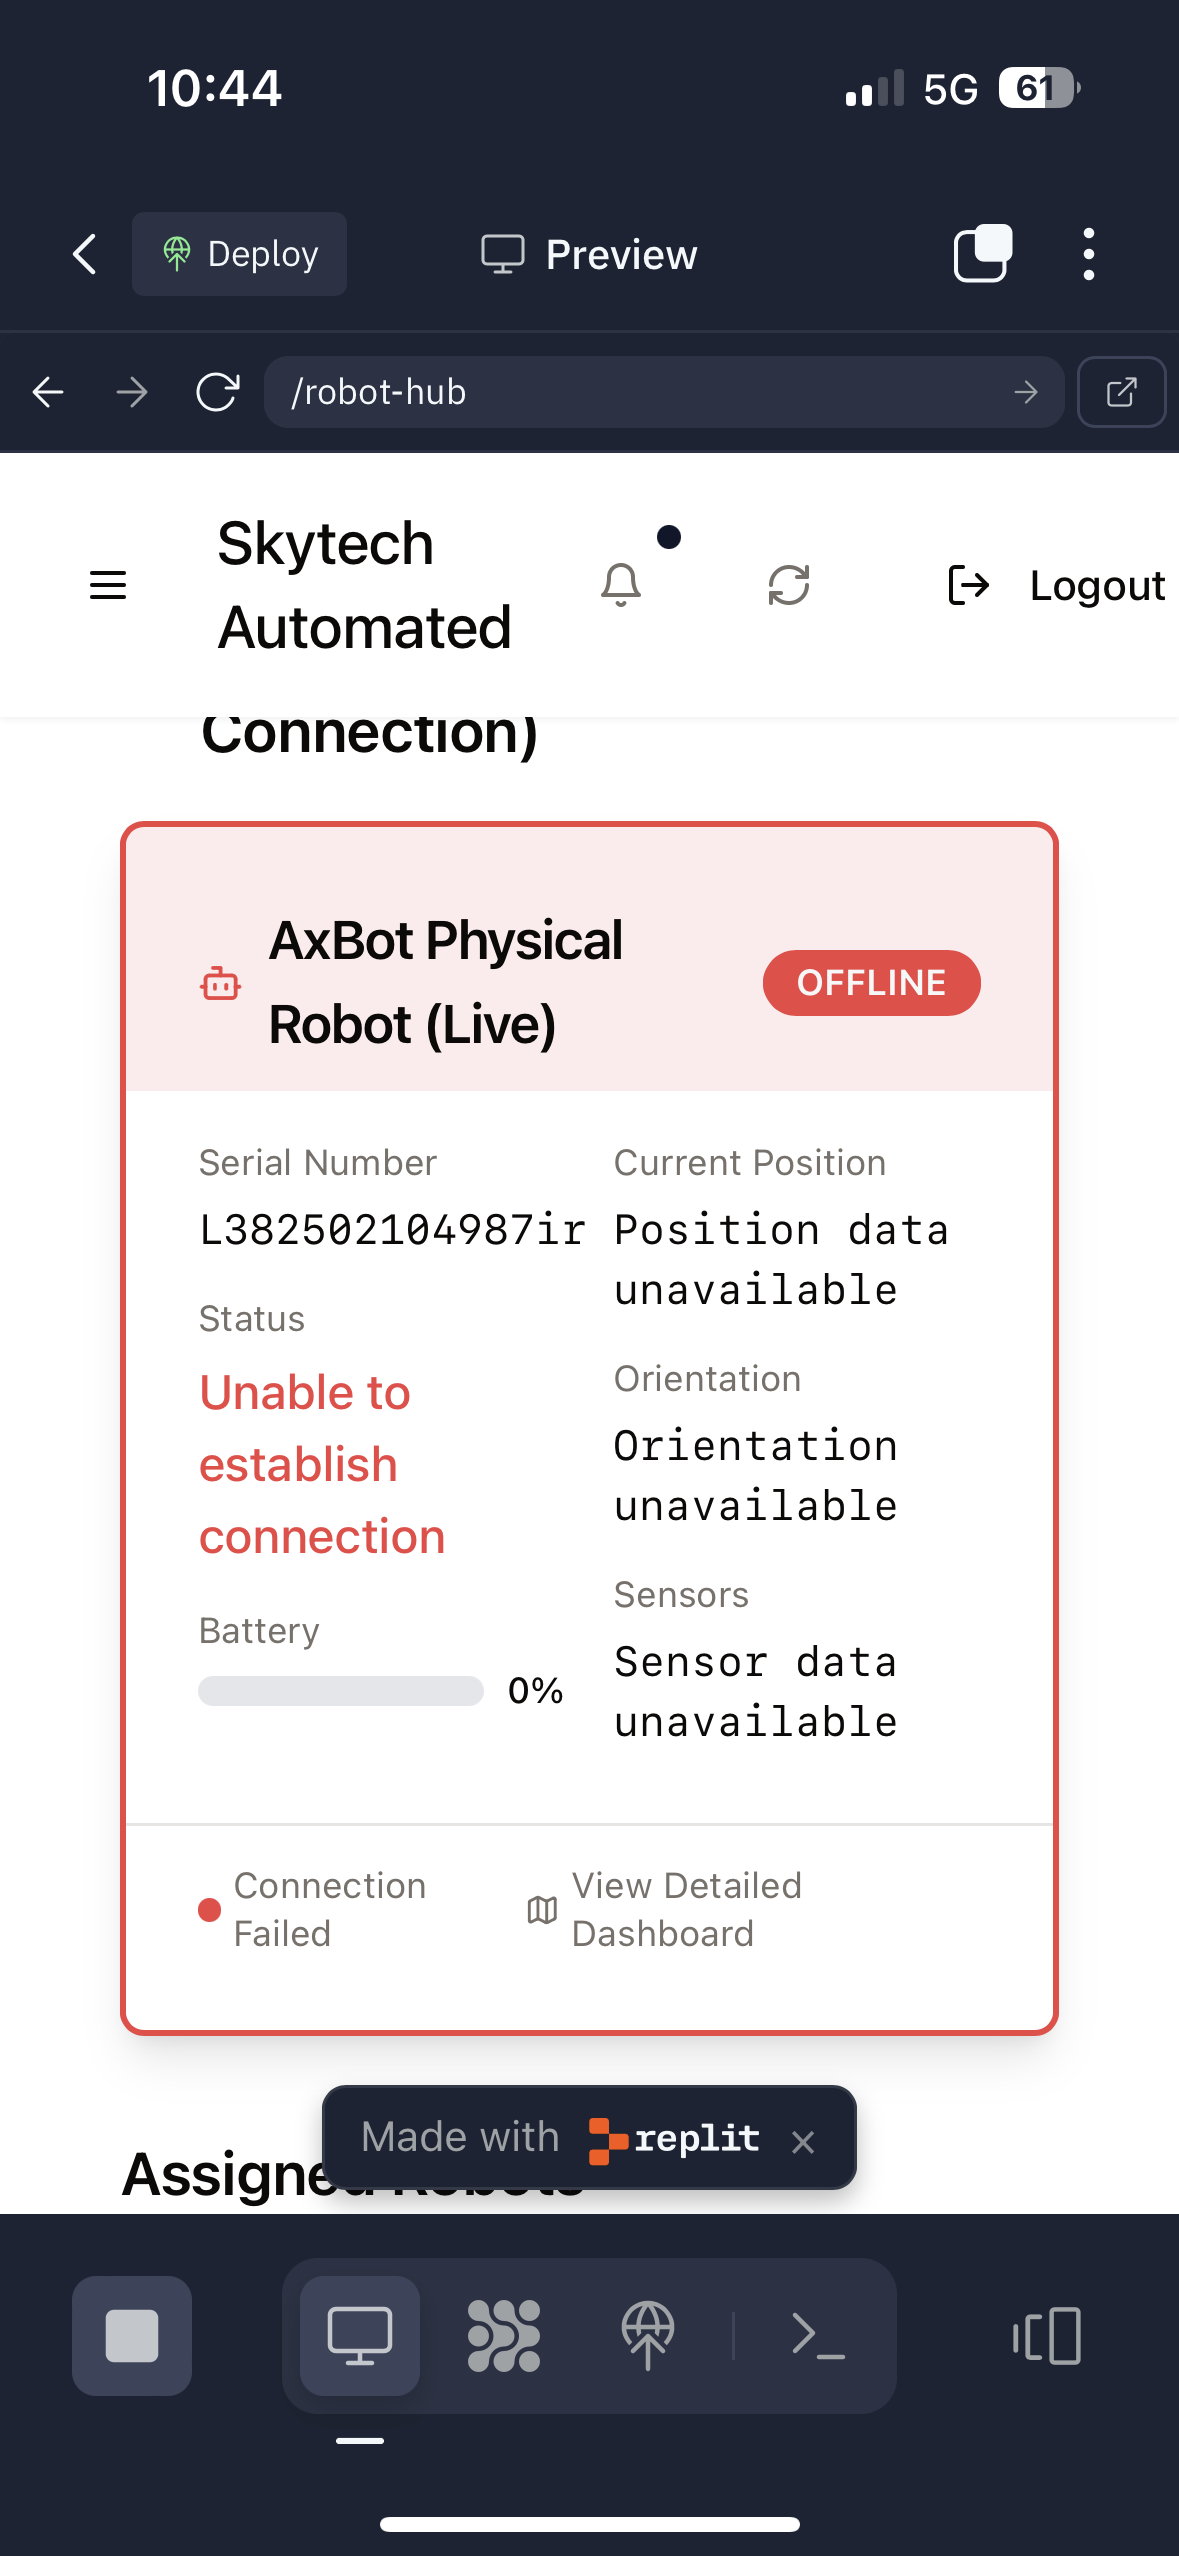 10:44
5G 61
Deploy
Preview
/robot-hub
Skytech
Automated
Logout
Connection)
AxBot Physical
Robot (Live)
OFFLINE
Serial Number
L382502104987ir
Status
Unable to
establish
connection
Battery
0%
Current Position
Position data
unavailable
Orientation
Orientation
unavailable
Sensors
Sensor data
unavailable
Connection
Failed
View Detailed
Dashboard
Made with replit
Assigned Robots